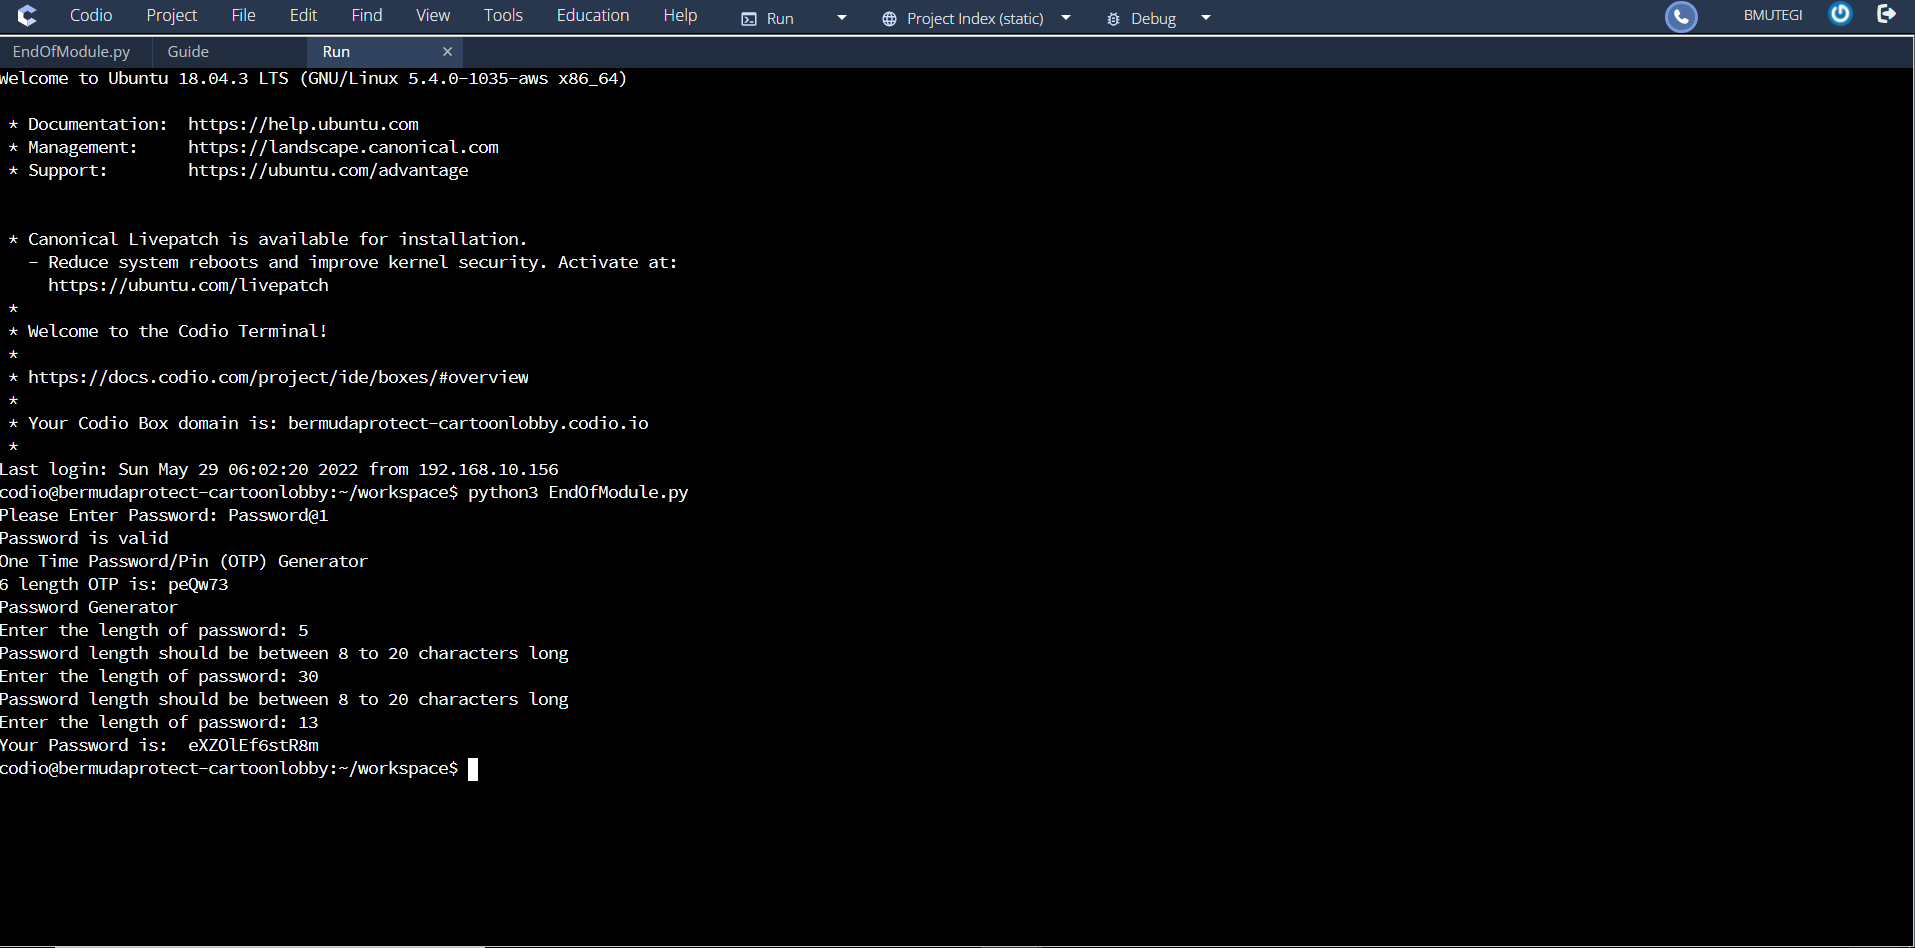 Codio Project File Edit Find View Tools Education Help Run Project Index (static) Debug BMUTEGI
EndOfModule.py Guide Run ×
Welcome to Ubuntu 18.04.3 LTS (GNU/Linux 5.4.0-1035-aws x86_64)
* Documentation: https://help.ubuntu.com
* Management: https://landscape.canonical.com
* Support: https://ubuntu.com/advantage
* Canonical Livepatch is available for installation.
- Reduce system reboots and improve kernel security. Activate at:
https://ubuntu.com/livepatch
*
* Welcome to the Codio Terminal!
*
* https://docs.codio.com/project/ide/boxes/#overview
*
* Your Codio Box domain is: bermudaprotect-cartoonlobby.codio.io
*
Last login: Sun May 29 06:02:20 2022 from 192.168.10.156
codio@bermudaprotect-cartoonlobby:~/workspace$ python3 EndOfModule.py
Please Enter Password: Password@1
Password is valid
One Time Password/Pin (OTP) Generator
6 length OTP is: peQw73
Password Generator
Enter the length of password: 5
Password length should be between 8 to 20 characters long
Enter the length of password: 30
Password length should be between 8 to 20 characters long
Enter the length of password: 13
Your Password is:  eXZOlEf6stR8m
codio@bermudaprotect-cartoonlobby:~/workspace$